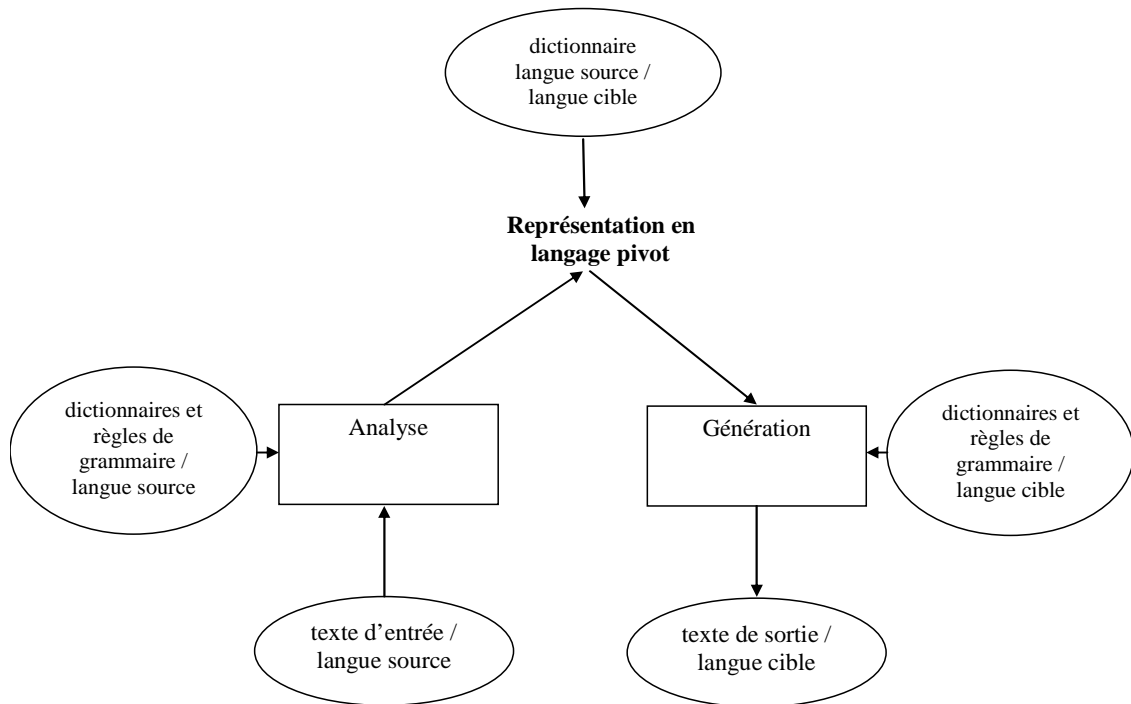 dictionnaire
langue source /
langue cible
Représentation en
langage pivot
dictionnaires et
règles de
grammaire /
langue source
Analyse
Génération
dictionnaires et
règles de
grammaire /
langue cible
texte d’entrée /
langue source
texte de sortie /
langue cible